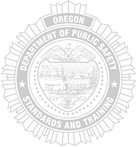 OREGON
DEPARTMENT OF PUBLIC SAFETY
STANDARDS AND TRAINING